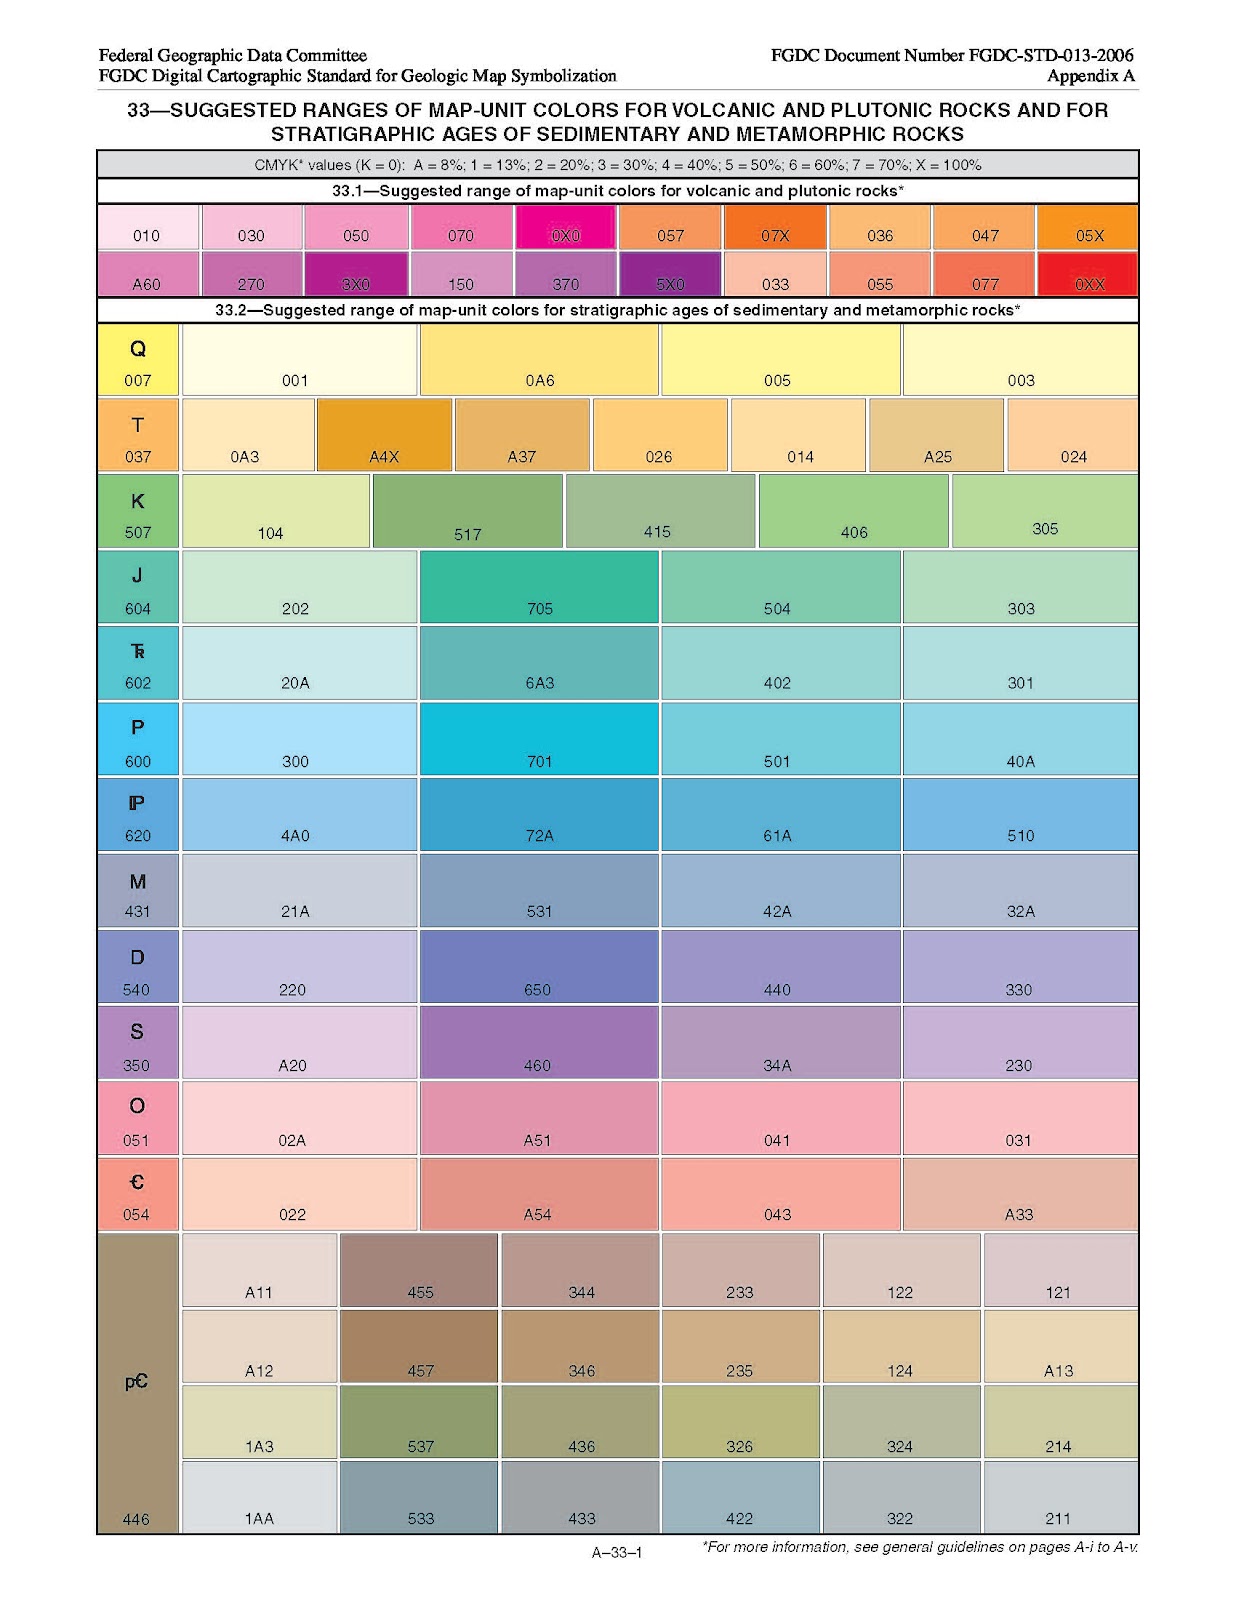 Federal Geographic Data Committee FGDC Document Number FGDC-STD-013-2006
FGDC Digital Cartographic Standard for Geologic Map Symbolization Appendix A
33—SUGGESTED RANGES OF MAP-UNIT COLORS FOR VOLCANIC AND PLUTONIC ROCKS AND FOR
STRATIGRAPHIC AGES OF SEDIMENTARY AND METAMORPHIC ROCKS
CMYK* values (K = 0): A = 8%; 1 = 13%; 2 = 20%; 3 = 30%; 4 = 40%; 5 = 50%; 6 = 60%; 7 = 70%; X = 100%
33.1—Suggested range of map-unit colors for volcanic and plutonic rocks*
010 030 050 070 0X0 057 07X 036 047 05X
A60 270 3X0 150 370 5X0 033 055 077 0XX
33.2—Suggested range of map-unit colors for stratigraphic ages of sedimentary and metamorphic rocks*
Q
007 001 0A6 005 003
T
037 0A3 A4X A37 026 014 A25 024
K
507 104 517 415 406 305
J
604 202 705 504 303
TR
602 20A 6A3 402 301
P
600 300 701 501 40A
IP
620 4A0 72A 61A 510
M
431 21A 531 42A 32A
D
540 220 650 440 330
S
350 A20 460 34A 230
O
051 02A A51 041 031
Ꞓ
054 022 A54 043 A33
A11 455 344 233 122 121
A12 457 346 235 124 A13
pꞒ
1A3 537 436 326 324 214
446 1AA 533 433 422 322 211
A–33–1 *For more information, see general guidelines on pages A-i to A-v.